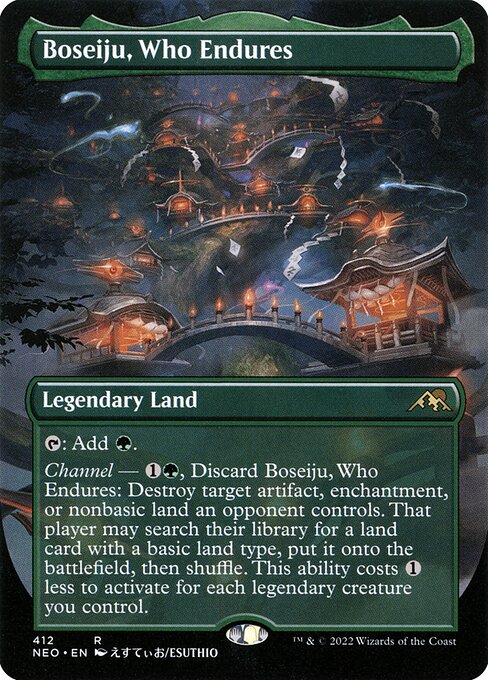 Boseiju, Who Endures
Legendary Land
: Add .
Channel — 1, Discard Boseiju, Who
Endures: Destroy target artifact, enchantment,
or nonbasic land an opponent controls. That
player may search their library for a land
card with a basic land type, put it onto the
battlefield, then shuffle. This ability costs 1
less to activate for each legendary creature
you control.
412 R
NEO • EN えすてぃお/ESUTHIO
™ & © 2022 Wizards of the Coast